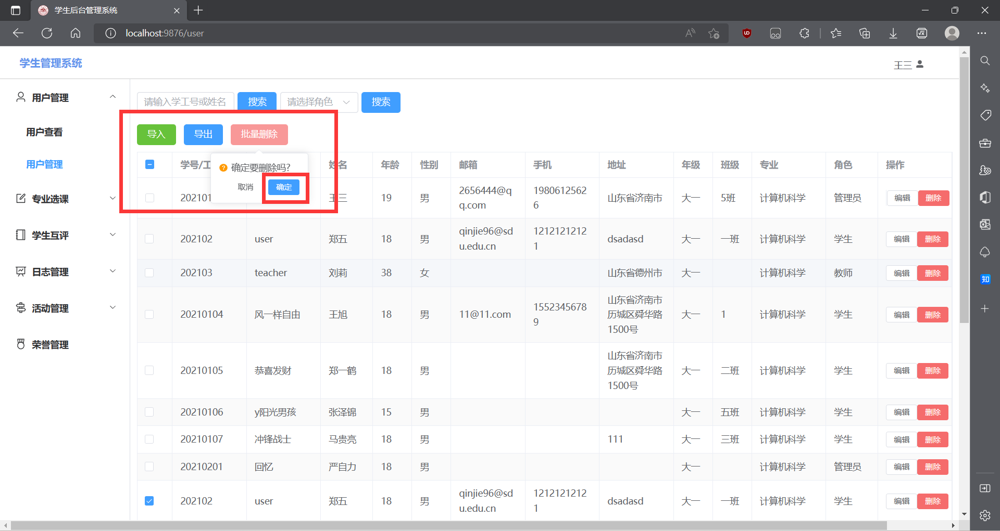 学生后台管理系统
localhost:9876/user
学生管理系统
王三
用户管理
用户查看
用户管理
专业选课
学生互评
日志管理
活动管理
荣誉管理
请输入学工号或姓名 搜索 请选择角色 搜索
导入 导出 批量删除
确定要删除吗?
取消 确定
学号/工 姓名 年龄 性别 邮箱 手机 地址 年级 班级 专业 角色 操作
202101 王三 19 男 2656444@q 1980612562 山东省济南市 大一 5班 计算机科学 管理员 编辑 删除
q.com 6
202102 user 郑五 18 男 qinjie96@sd 1212121212 dsadasd 大一 一班 计算机科学 学生 编辑 删除
u.edu.cn 1
202103 teacher 刘莉 38 女 山东省德州市 大一 计算机科学 教师 编辑 删除
20210104 风一样自由 王旭 18 男 11@11.com 1552345678 山东省济南市 大一 1 计算机科学 学生 编辑 删除
9 历城区舜华路
1500号
20210105 恭喜发财 郑一鹤 18 男 山东省济南市 大一 二班 计算机科学 学生 编辑 删除
历城区舜华路
1500号
20210106 y阳光男孩 张泽锦 15 男 大一 五班 计算机科学 学生 编辑 删除
20210107 冲锋战士 马贵亮 18 男 111 大一 三班 计算机科学 学生 编辑 删除
20210201 回忆 严自力 18 男 大一 计算机科学 管理员 编辑 删除
202102 user 郑五 18 男 qinjie96@sd 1212121212 dsadasd 大一 一班 计算机科学 学生 编辑 删除
u.edu.cn 1
知